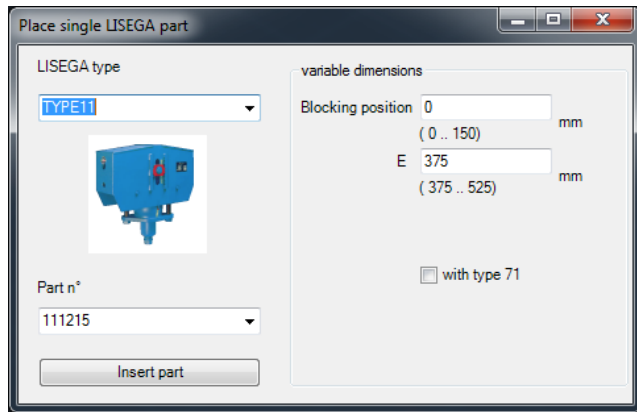 Place single LISEGA part
LISEGA type
TYPE11
Part n°
111215
Insert part
variable dimensions
Blocking position 0 mm
( 0 .. 150)
E 375 mm
( 375 .. 525)
with type 71